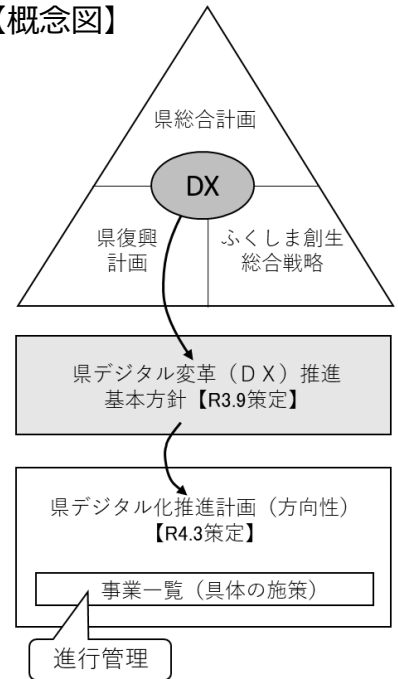 【概念図】
県総合計画
DX
県復興
計画
ふくしま創生
総合戦略
県デジタル変革（ＤＸ）推進
基本方針【R3.9策定】
県デジタル化推進計画（方向性）
【R4.3策定】
事業一覧（具体の施策）
進行管理